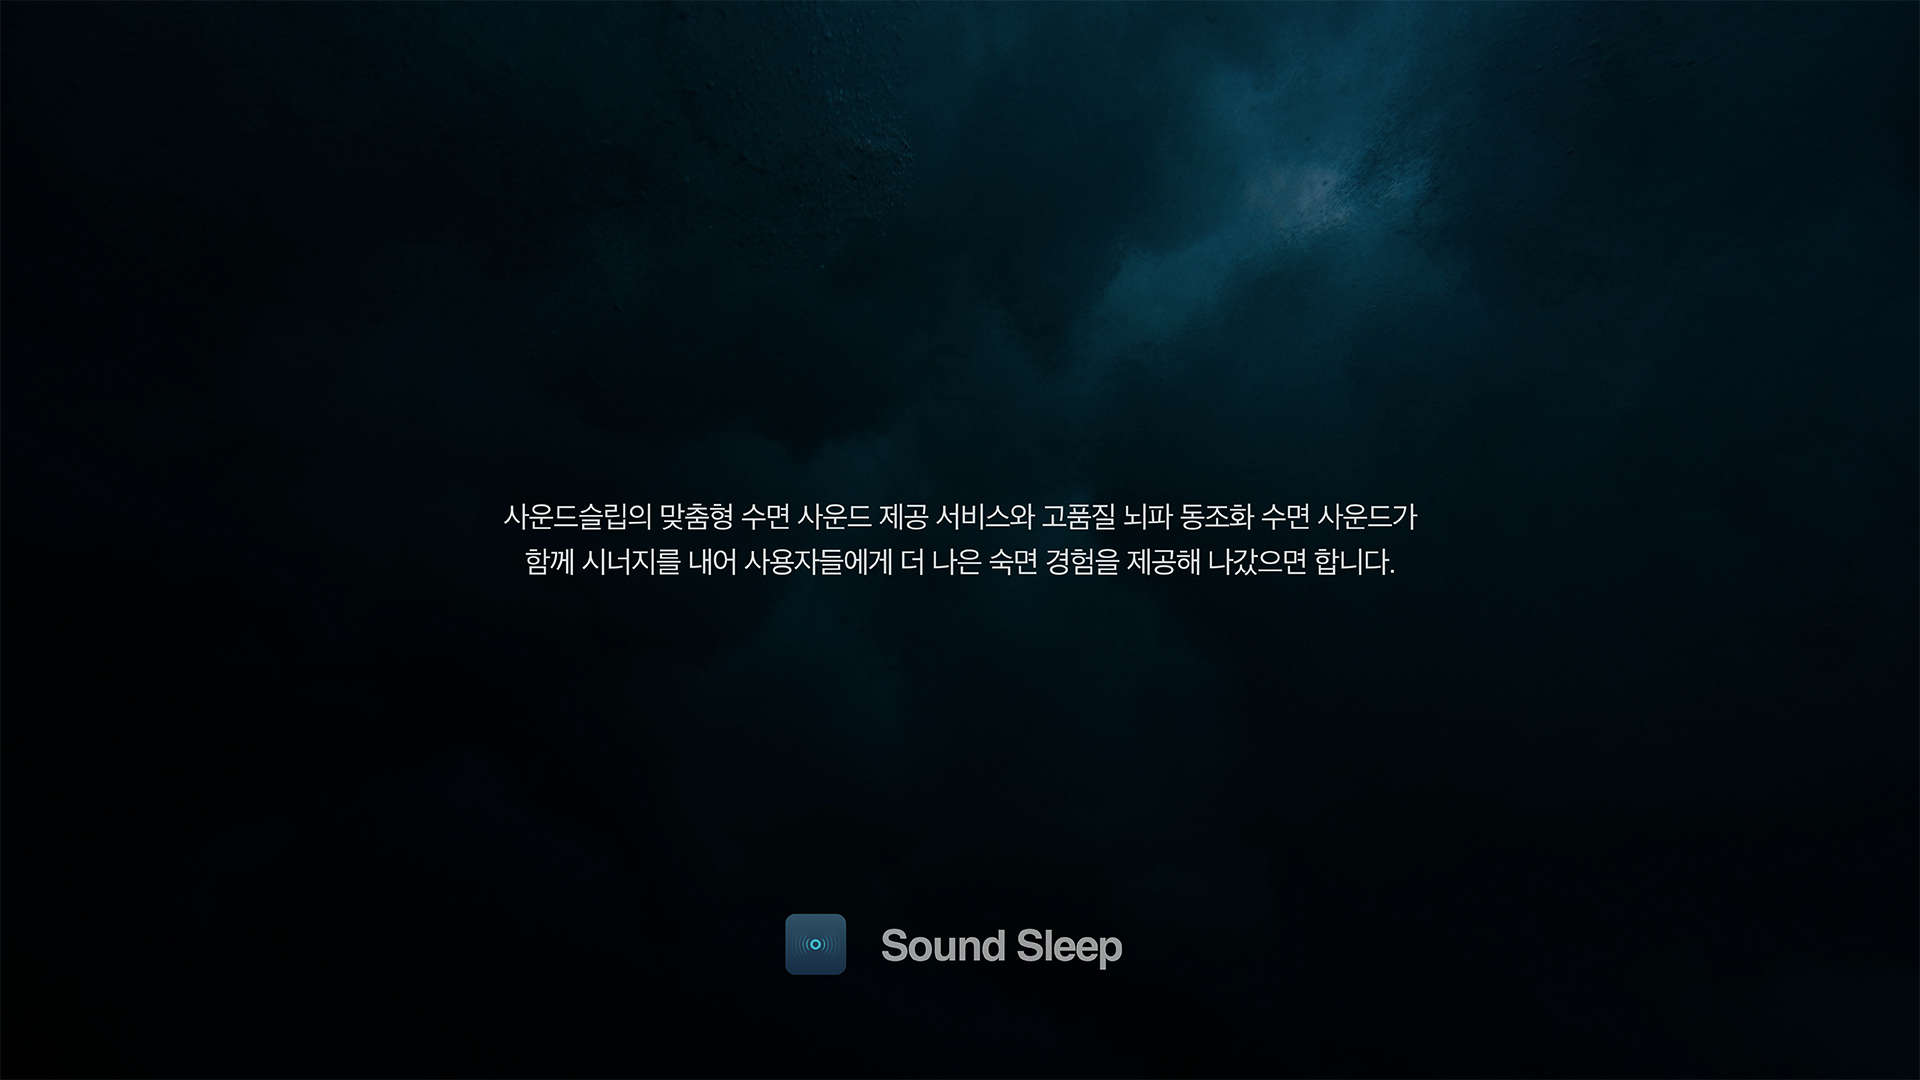 사운드슬립의 맞춤형 수면 사운드 제공 서비스와 고품질 뇌파 동조화 수면 사운드가
함께 시너지를 내어 사용자들에게 더 나은 숙면 경험을 제공해 나갔으면 합니다.
Sound Sleep